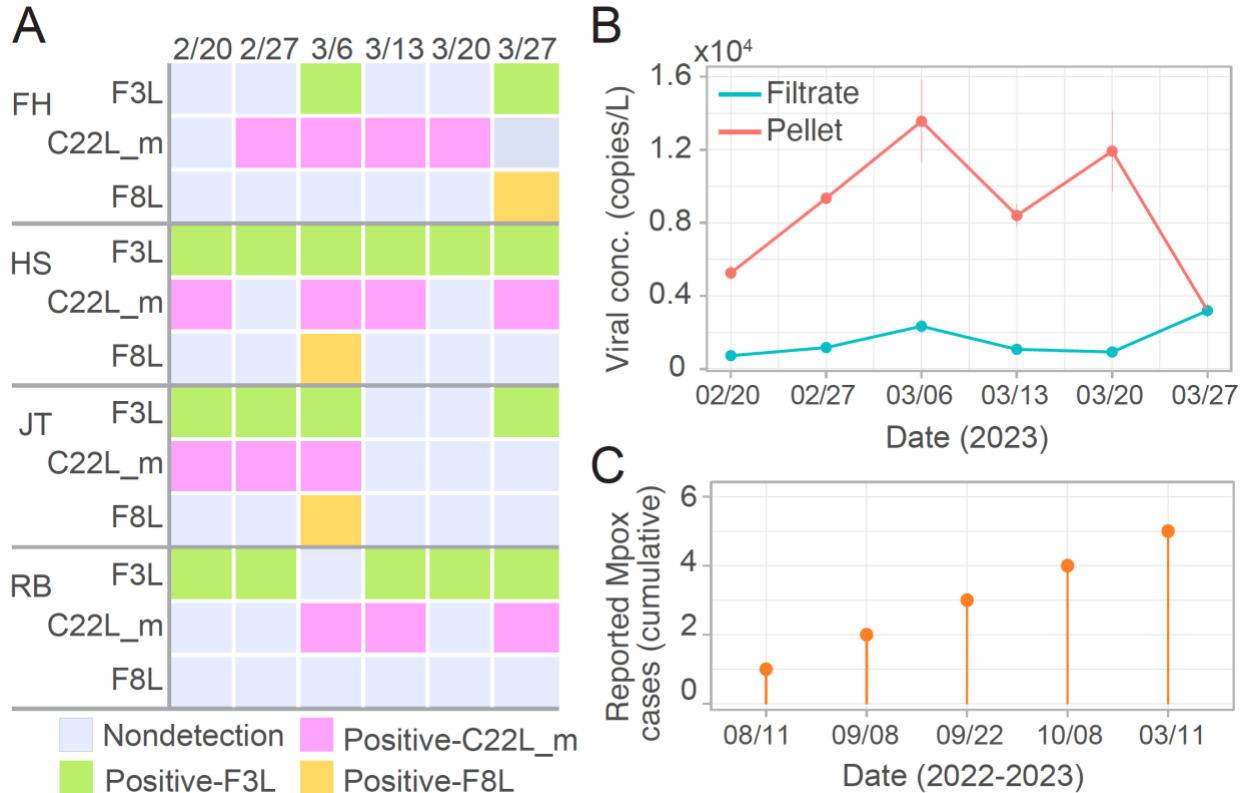 A
2/20 2/27 3/6 3/13 3/20 3/27
FH
F3L
C22L_m
F8L
HS
F3L
C22L_m
F8L
JT
F3L
C22L_m
F8L
RB
F3L
C22L_m
F8L
Nondetection
Positive-C22L_m
Positive-F3L
Positive-F8L
B
x10⁴
Viral conc. (copies/L)
1.6
1.2
0.8
0.4
0
Filtrate
Pellet
02/20 02/27 03/06 03/13 03/20 03/27
Date (2023)
C
Reported Mpox
cases (cumulative)
6
4
2
0
08/11 09/08 09/22 10/08 03/11
Date (2022-2023)